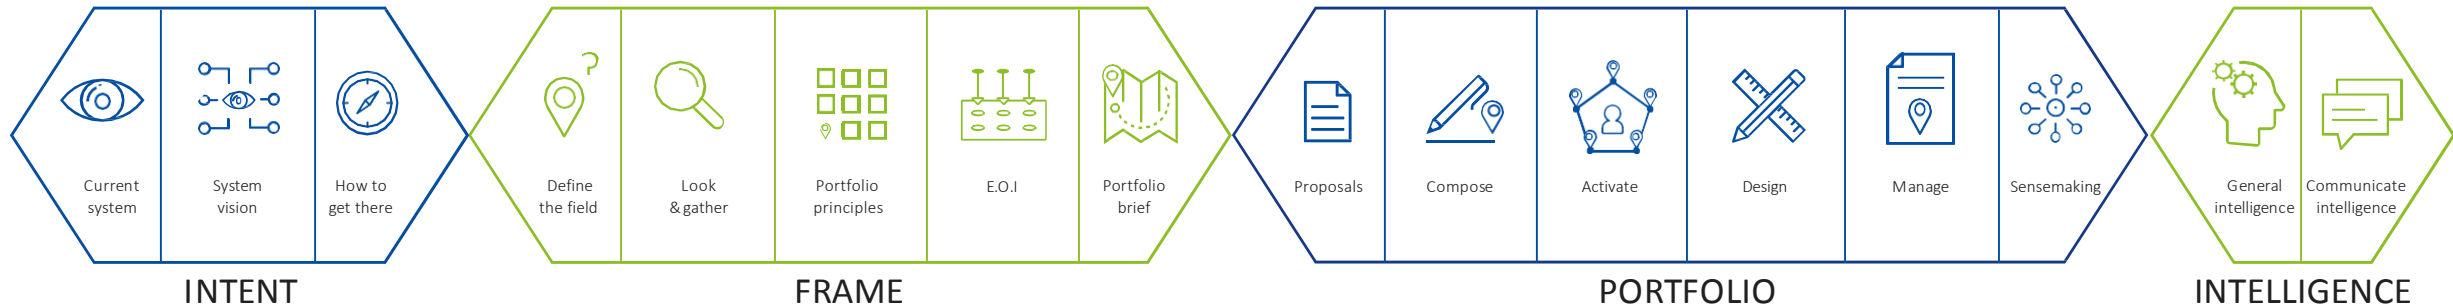 Current
system
System
vision
How to
get there
Define
the field
Look
& gather
Portfolio
principles
E.O.I
Portfolio
brief
Proposals
Compose
Activate
Design
Manage
Sensemaking
General
intelligence
Communicate
intelligence
INTENT
FRAME
PORTFOLIO
INTELLIGENCE